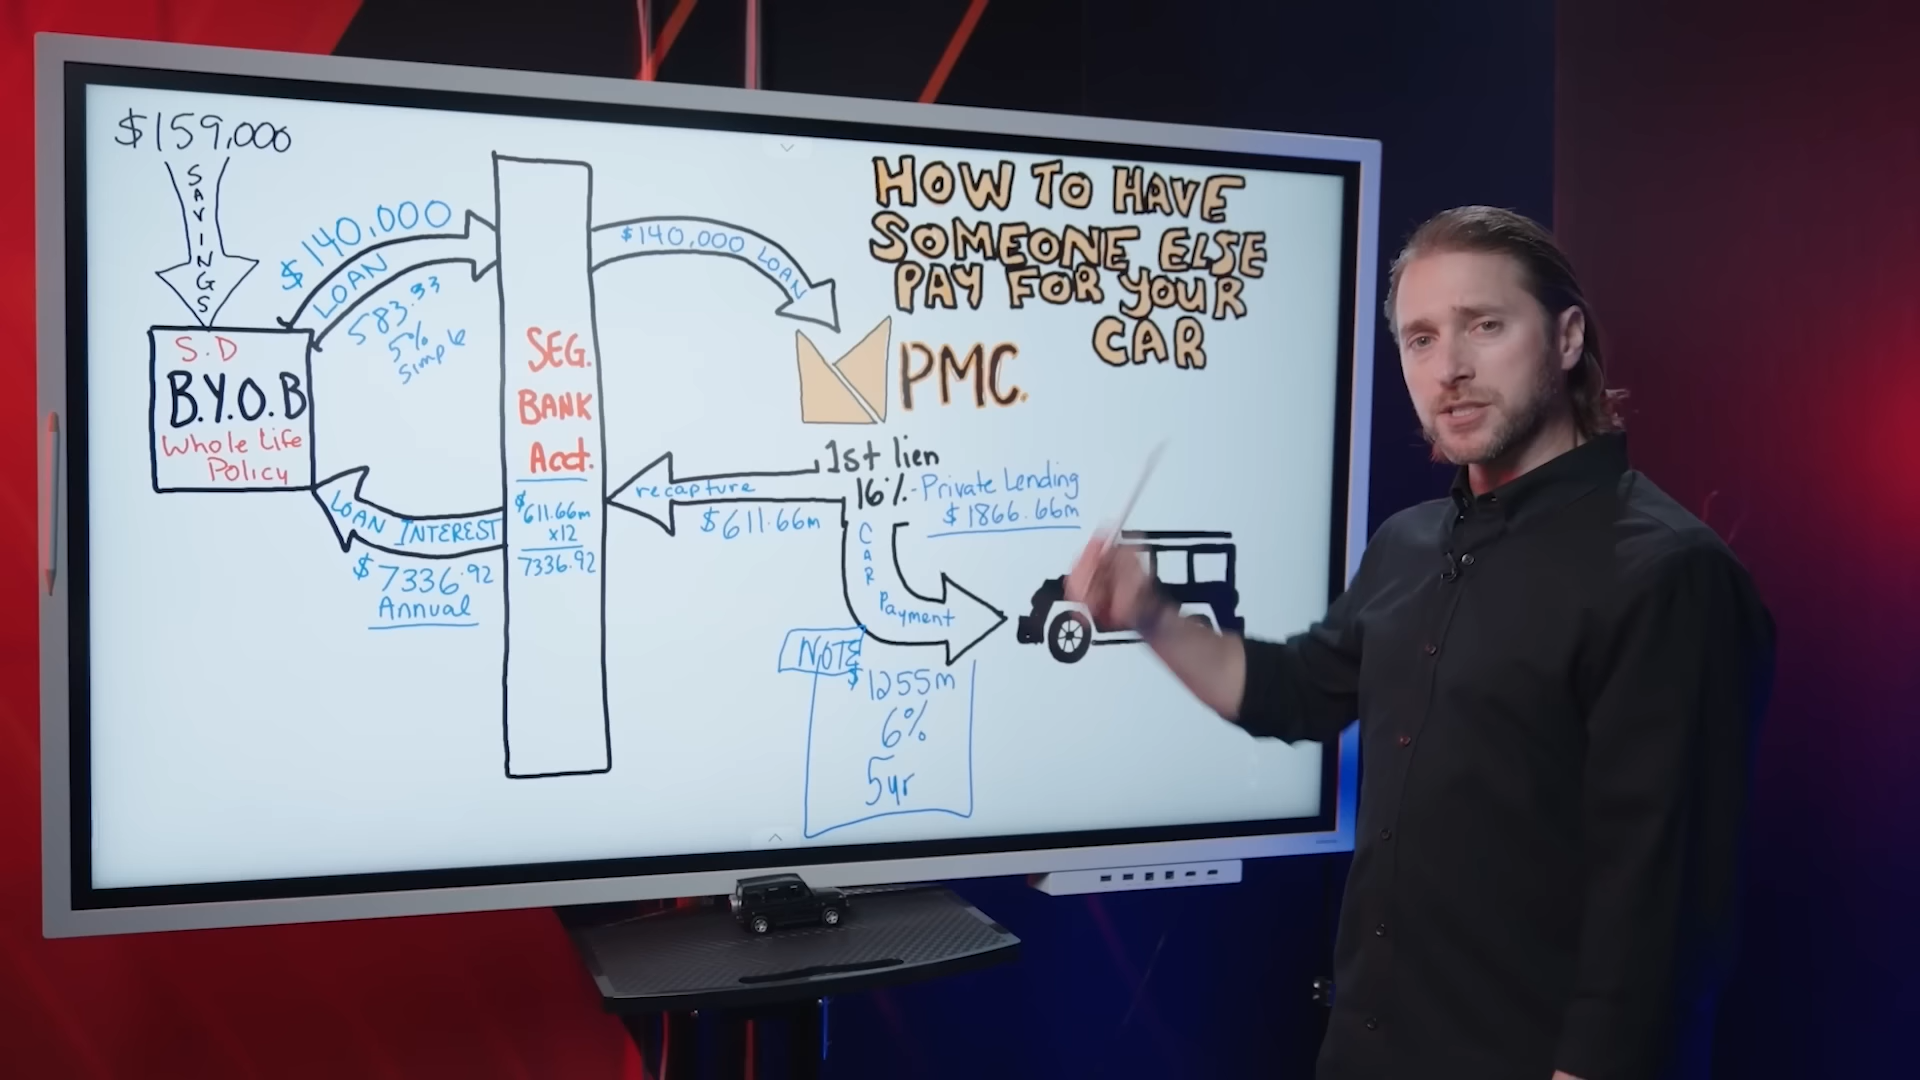 $159,000
SAVINGS
S.D
B.Y.O.B
Whole Life
Policy
$140,000
LOAN
583.33
5%
simple
SEG.
BANK
Acct.
$611.66m
x12
7336.92
LOAN INTEREST
$7336.92
Annual
$140,000 LOAN
HOW TO HAVE
SOMEONE ELSE
PAY FOR YOUR
CAR
PMC.
1st lien
16%-Private Lending
$1866.66m
recapture
$611.66m
CAR
Payment
NOTE
$1255m
6%
5yr